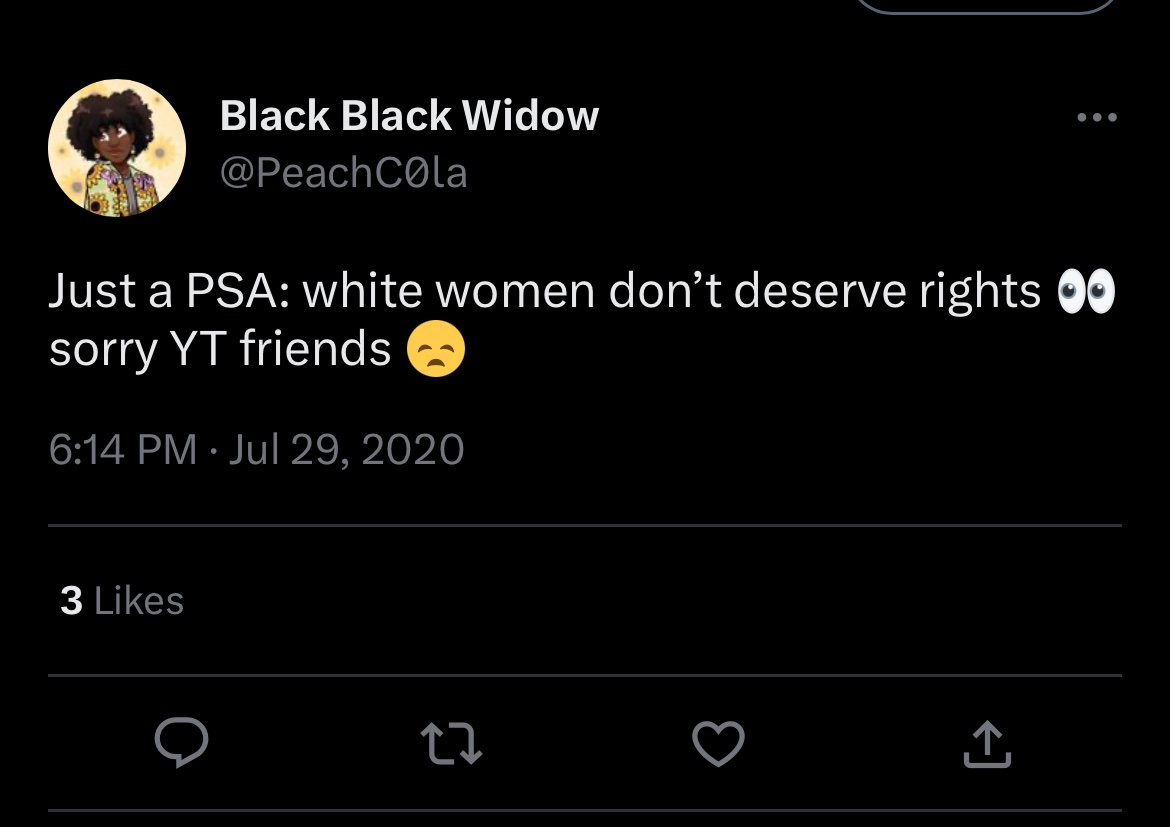 Black Black Widow
@PeachC0la
Just a PSA: white women don’t deserve rights 👀
sorry YT friends 😞
6:14 PM · Jul 29, 2020
3 Likes